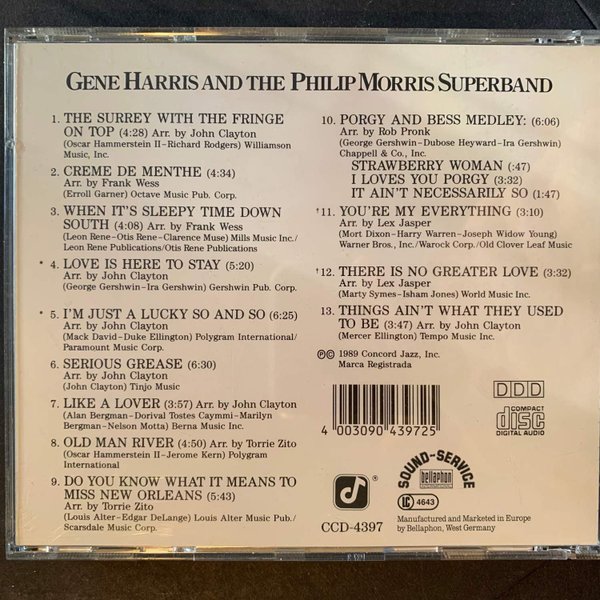 GENE HARRIS AND THE PHILIP MORRIS SUPERBAND
1. THE SURREY WITH THE FRINGE
ON TOP (4:28) Arr. by John Clayton
(Oscar Hammerstein II–Richard Rodgers) Williamson
Music, Inc.
2. CREME DE MENTHE (4:34)
Arr. by Frank Wess
(Erroll Garner) Octave Music Pub. Corp.
3. WHEN IT'S SLEEPY TIME DOWN
SOUTH (4:08) Arr. by Frank Wess
(Leon Rene–Otis Rene–Clarence Muse) Mills Music Inc./
Leon Rene Publications/Otis Rene Publications
* 4. LOVE IS HERE TO STAY (5:20)
Arr. by John Clayton
(George Gershwin–Ira Gershwin) Gershwin Pub. Corp.
* 5. I'M JUST A LUCKY SO AND SO (6:25)
Arr. by John Clayton
(Mack David–Duke Ellington) Polygram International/
Paramount Music Corp.
6. SERIOUS GREASE (6:30)
Arr. by John Clayton
(John Clayton) Tinjo Music
7. LIKE A LOVER (3:57) Arr. by John Clayton
(Alan Bergman–Dorival Tostes Caymmi–Marilyn
Bergman–Nelson Motta) Berna Music Inc.
8. OLD MAN RIVER (4:50) Arr. by Torrie Zito
(Oscar Hammerstein II–Jerome Kern) Polygram
International
9. DO YOU KNOW WHAT IT MEANS TO
MISS NEW ORLEANS (5:43)
Arr. by Torrie Zito
(Louis Alter–Edgar DeLange) Louis Alter Music Pub./
Scarsdale Music Corp.
10. PORGY AND BESS MEDLEY: (6:06)
Arr. by Rob Pronk
(George Gershwin–Dubose Heyward–Ira Gershwin)
Chappell & Co., Inc.
STRAWBERRY WOMAN (:47)
I LOVES YOU PORGY (3:32)
IT AIN'T NECESSARILY SO (1:47)
†11. YOU'RE MY EVERYTHING (3:10)
Arr. by Lex Jasper
(Mort Dixon–Harry Warren–Joseph Widow Young)
Warner Bros., Inc./Warock Corp./Old Clover Leaf Music
†12. THERE IS NO GREATER LOVE (3:32)
Arr. by Lex Jasper
(Marty Symes–Isham Jones) World Music Inc.
13. THINGS AIN'T WHAT THEY USED
TO BE (3:47) Arr. by John Clayton
(Mercer Ellington) Tempo Music Inc.
℗© 1989 Concord Jazz, Inc.
Marca Registrada
DDD
COMPACT
disc
DIGITAL AUDIO
4 003090 439725
SOUND-SERVICE
bellaphon
LC 4643
CCD-4397
Manufactured and Marketed in Europe
by Bellaphon, West Germany